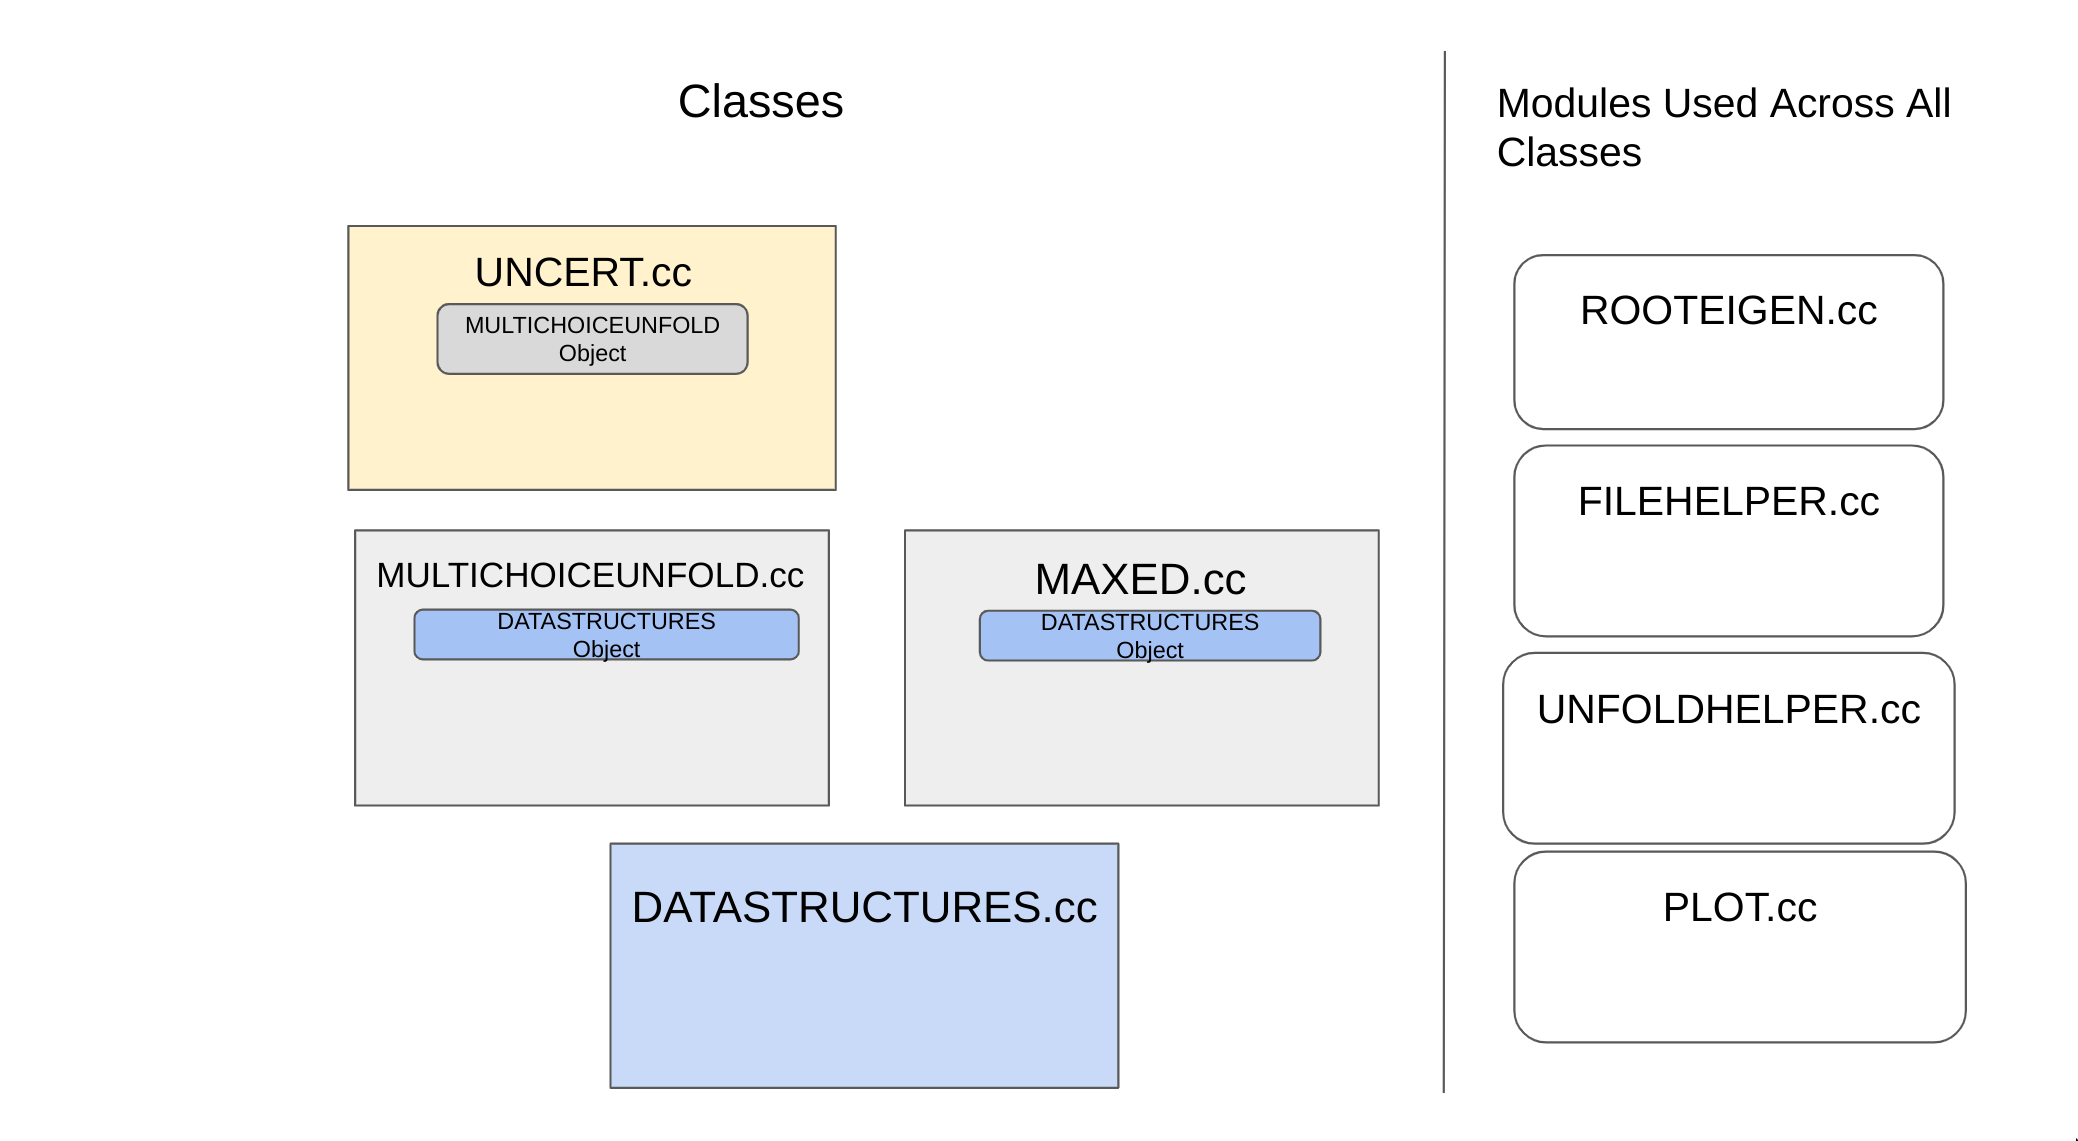 Classes
UNCERT.cc
MULTICHOICEUNFOLD
Object
MULTICHOICEUNFOLD.cc
DATASTRUCTURES
Object
MAXED.cc
DATASTRUCTURES
Object
DATASTRUCTURES.cc
Modules Used Across All
Classes
ROOTEIGEN.cc
FILEHELPER.cc
UNFOLDHELPER.cc
PLOT.cc